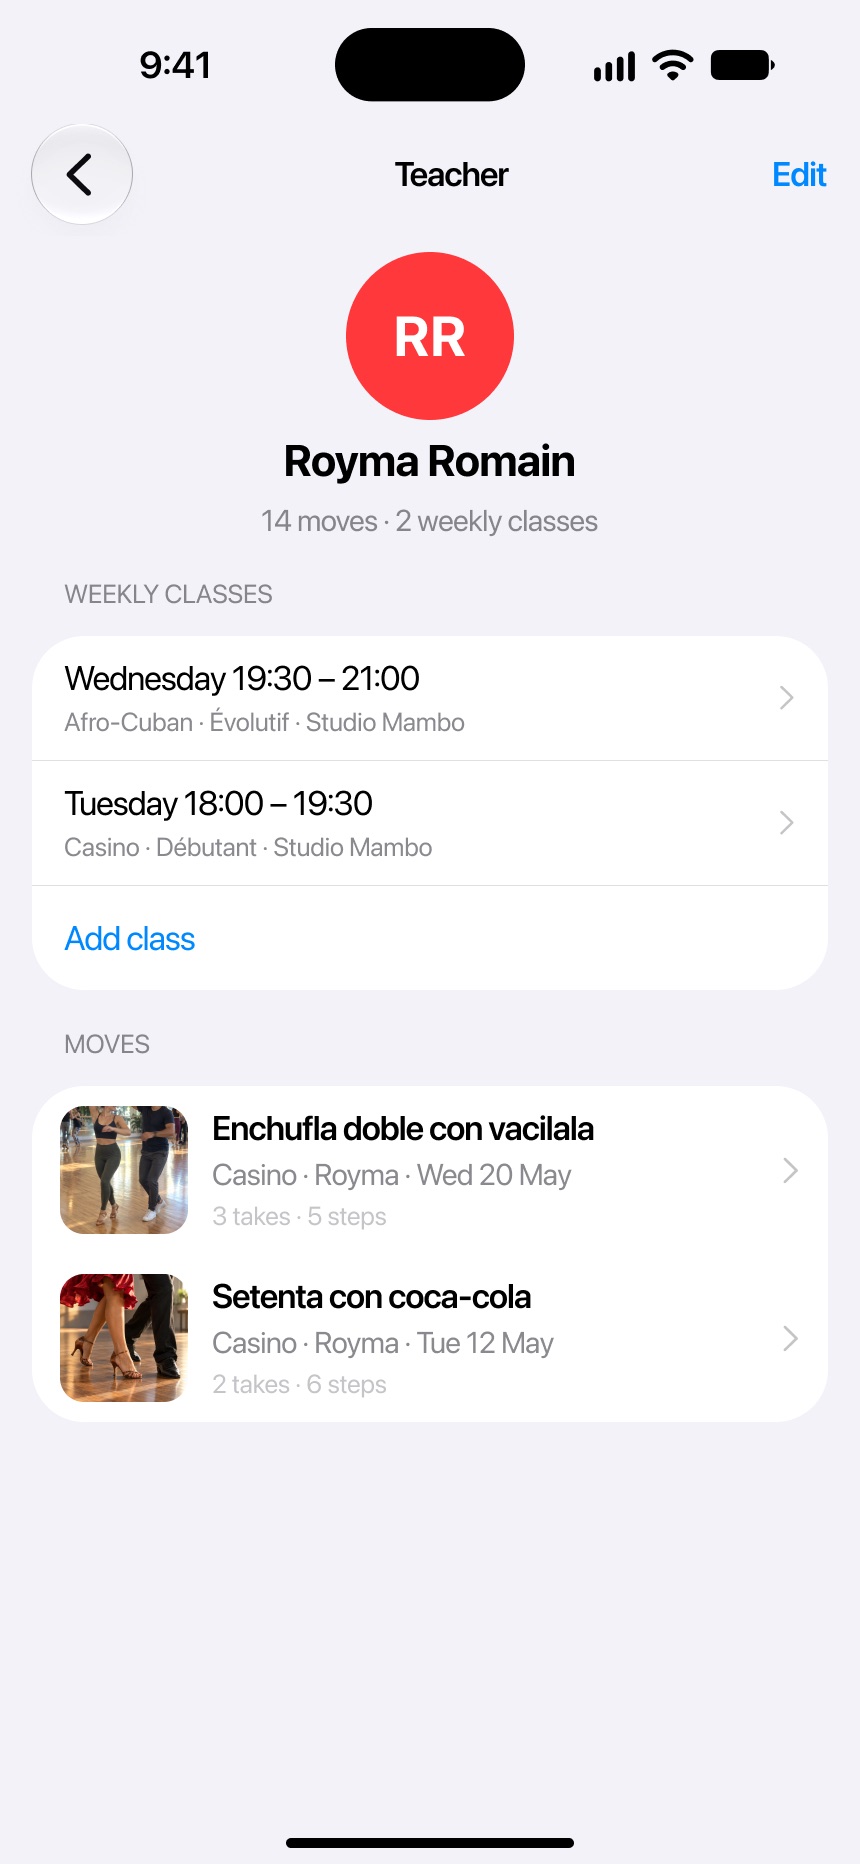 9:41
Teacher
Edit
RR
Royma Romain
14 moves · 2 weekly classes
WEEKLY CLASSES
Wednesday 19:30 – 21:00
Afro-Cuban · Évolutif · Studio Mambo
Tuesday 18:00 – 19:30
Casino · Débutant · Studio Mambo
Add class
MOVES
Enchufla doble con vacilala
Casino · Royma · Wed 20 May
3 takes · 5 steps
Setenta con coca-cola
Casino · Royma · Tue 12 May
2 takes · 6 steps